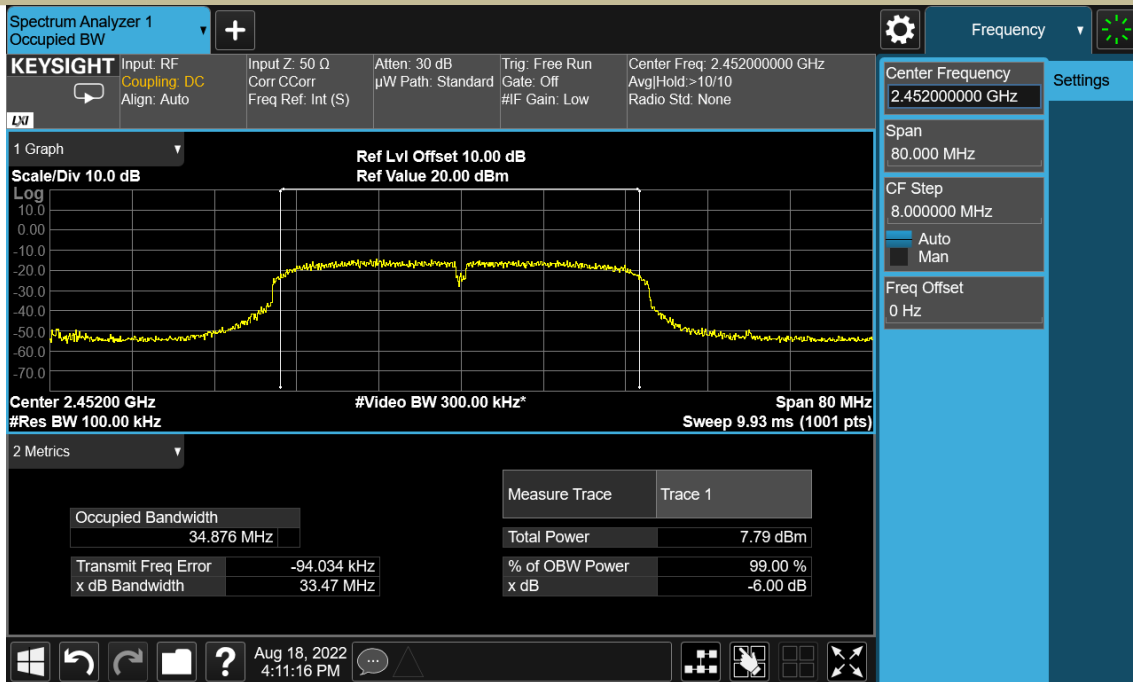 Spectrum Analyzer 1
Occupied BW
KEYSIGHT
LXI
Input: RF
Coupling: DC
Align: Auto
Input Z: 50 Ω
Corr CCorr
Freq Ref: Int (S)
Atten: 30 dB
µW Path: Standard
Trig: Free Run
Gate: Off
#IF Gain: Low
Center Freq: 2.452000000 GHz
Avg|Hold:>10/10
Radio Std: None
1 Graph
Scale/Div 10.0 dB
Ref Lvl Offset 10.00 dB
Ref Value 20.00 dBm
Log
10.0
0.00
-10.0
-20.0
-30.0
-40.0
-50.0
-60.0
-70.0
Center 2.45200 GHz
#Video BW 300.00 kHz*
Span 80 MHz
#Res BW 100.00 kHz
Sweep 9.93 ms (1001 pts)
2 Metrics
Measure Trace
Trace 1
Occupied Bandwidth
34.876 MHz
Total Power
7.79 dBm
Transmit Freq Error
-94.034 kHz
% of OBW Power
99.00 %
x dB Bandwidth
33.47 MHz
x dB
-6.00 dB
?
Aug 18, 2022
4:11:16 PM
Frequency
Settings
Center Frequency
2.452000000 GHz
Span
80.000 MHz
CF Step
8.000000 MHz
Auto
Man
Freq Offset
0 Hz